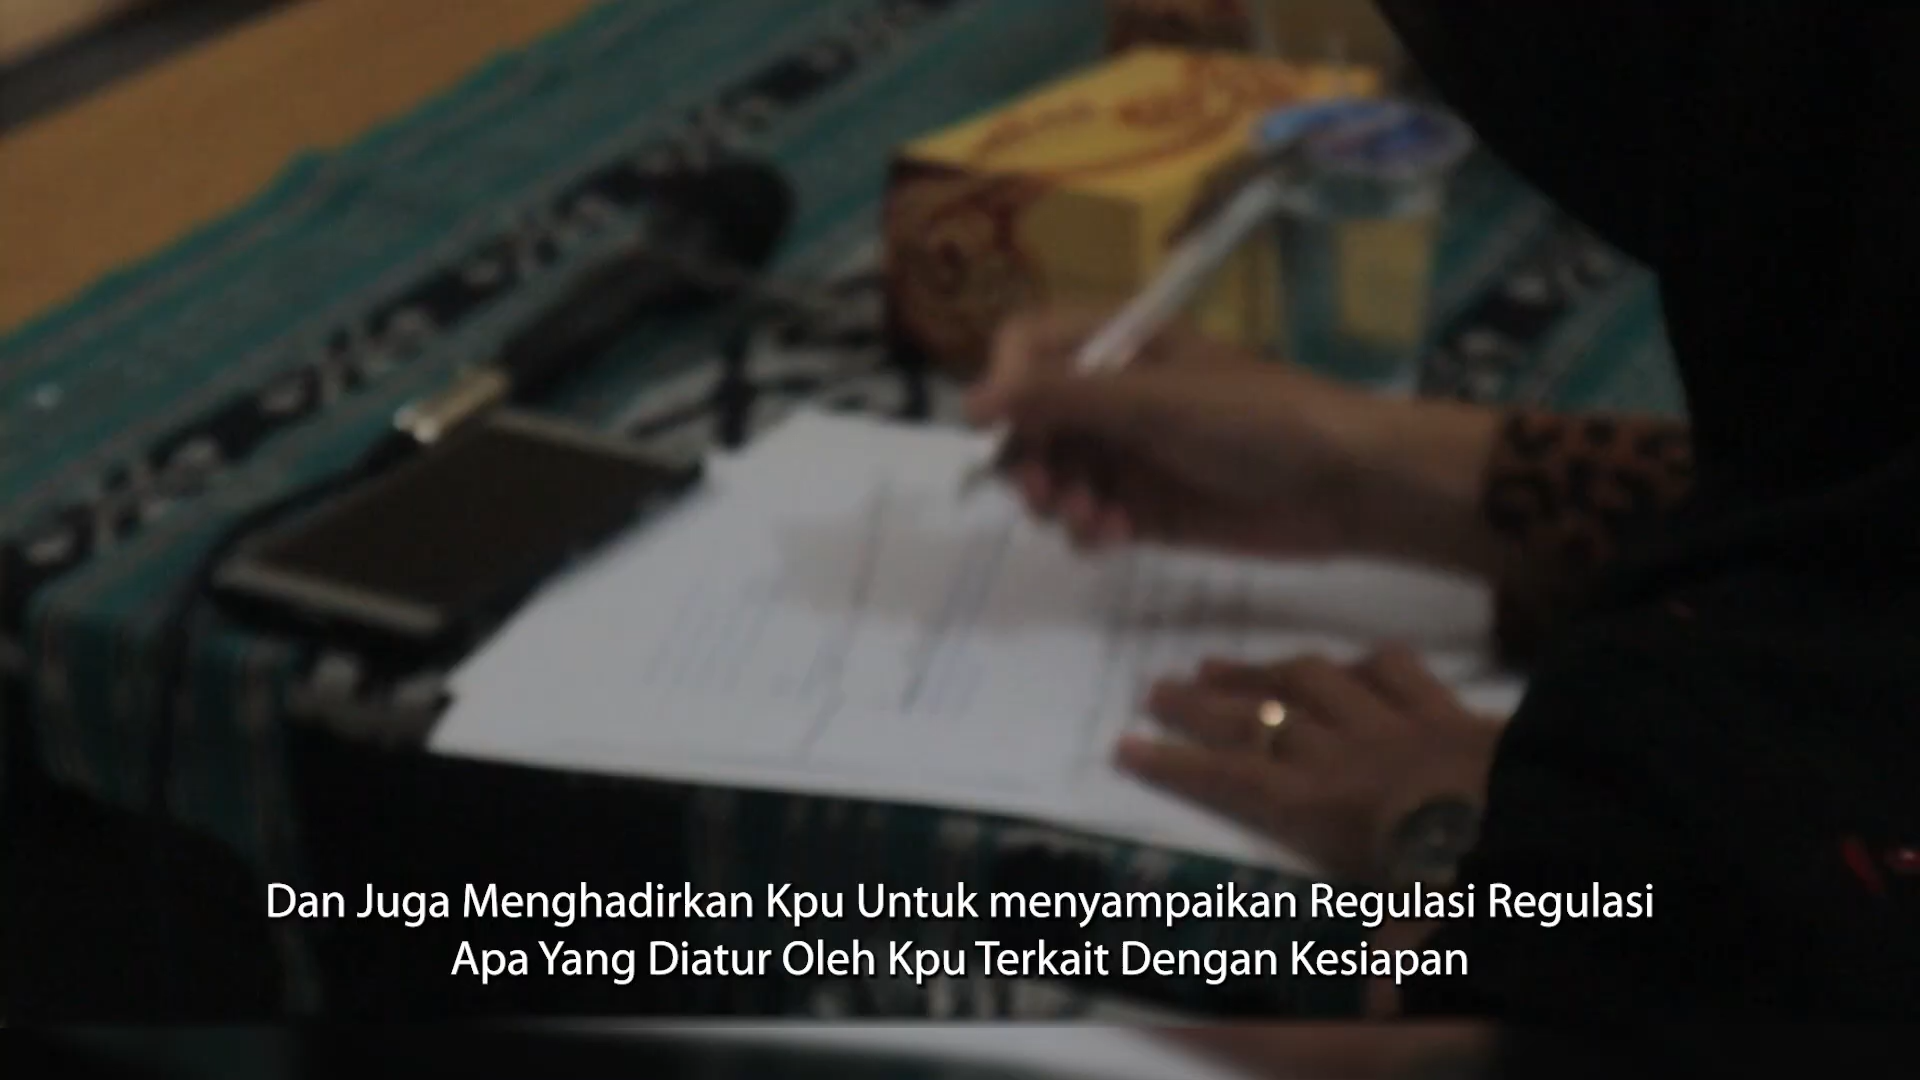 Dan Juga Menghadirkan Kpu Untuk menyampaikan Regulasi Regulasi
Apa Yang Diatur Oleh Kpu Terkait Dengan Kesiapan